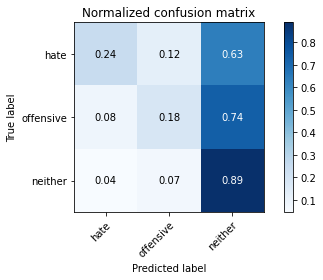 Normalized confusion matrix
True label
hate
0.24 0.12 0.63
offensive
0.08 0.18 0.74
neither
0.04 0.07 0.89
hate
offensive
neither
Predicted label
0.8
0.7
0.6
0.5
0.4
0.3
0.2
0.1